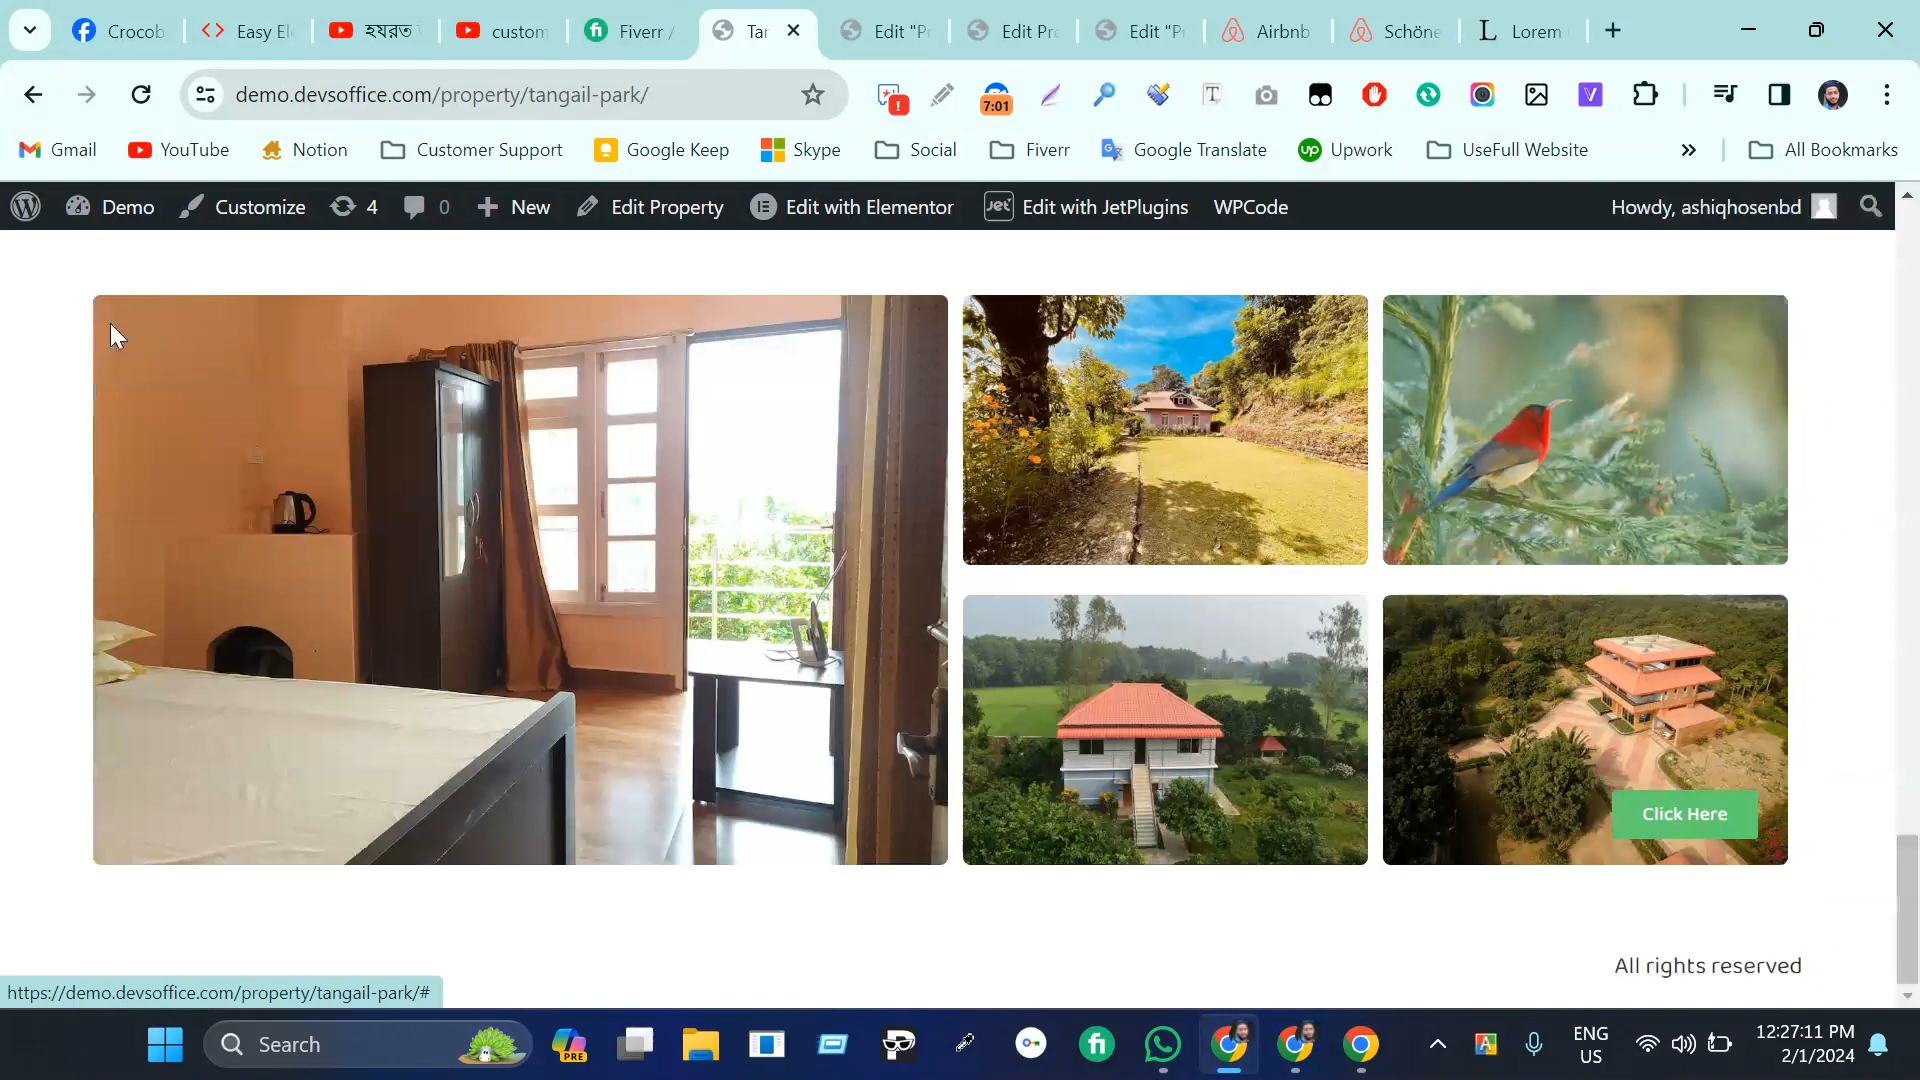 Crocob
Easy El
হযরত
custom
Fiverr /
Tan
Edit "P
Edit Pro
Edit "P
Airbnb
Schöne
Lorem
demo.devsoffice.com/property/tangail-park/
!
7:01
Gmail
YouTube
Notion
Customer Support
Google Keep
Skype
Social
Fiverr
Google Translate
Upwork
UseFull Website
All Bookmarks
Demo
Customize
4
0
New
Edit Property
Edit with Elementor
Edit with JetPlugins
WPCode
Howdy, ashiqhosenbd
Click Here
All rights reserved
https://demo.devsoffice.com/property/tangail-park/#
Search
PRE
ENG
US
12:27:11 PM
2/1/2024